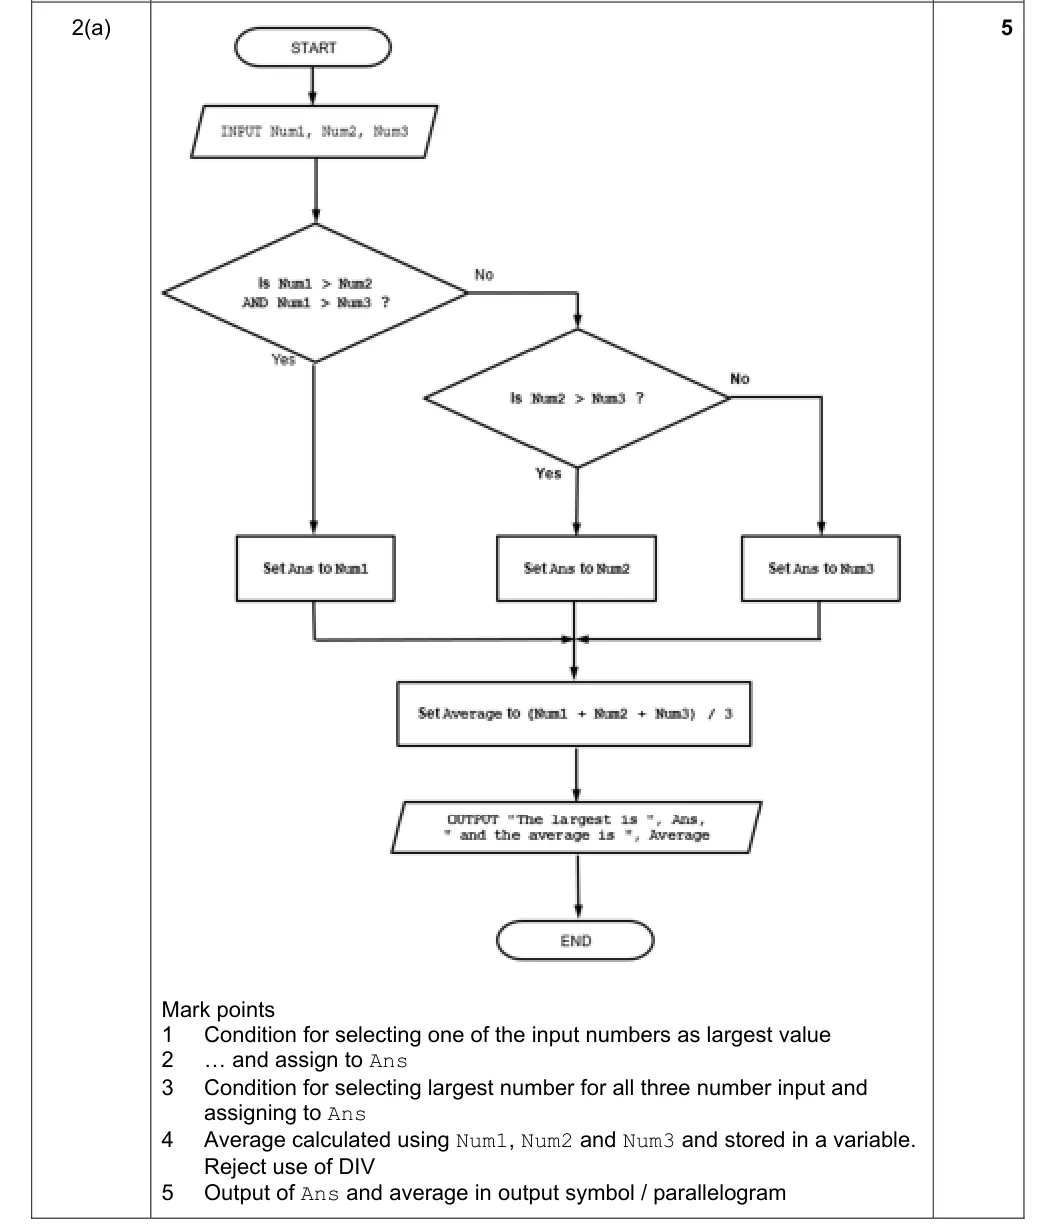 2(a)
5
START
INPUT Num1, Num2, Num3
Is Num1 > Num2
AND Num1 > Num3 ?
No
Yes
Is Num2 > Num3 ?
No
Yes
Set Ans to Num1
Set Ans to Num2
Set Ans to Num3
Set Average to (Num1 + Num2 + Num3) / 3
OUTPUT "The largest is ", Ans,
" and the average is ", Average
END
Mark points
1 Condition for selecting one of the input numbers as largest value
2 … and assign to Ans
3 Condition for selecting largest number for all three number input and
assigning to Ans
4 Average calculated using Num1, Num2 and Num3 and stored in a variable.
Reject use of DIV
5 Output of Ans and average in output symbol / parallelogram